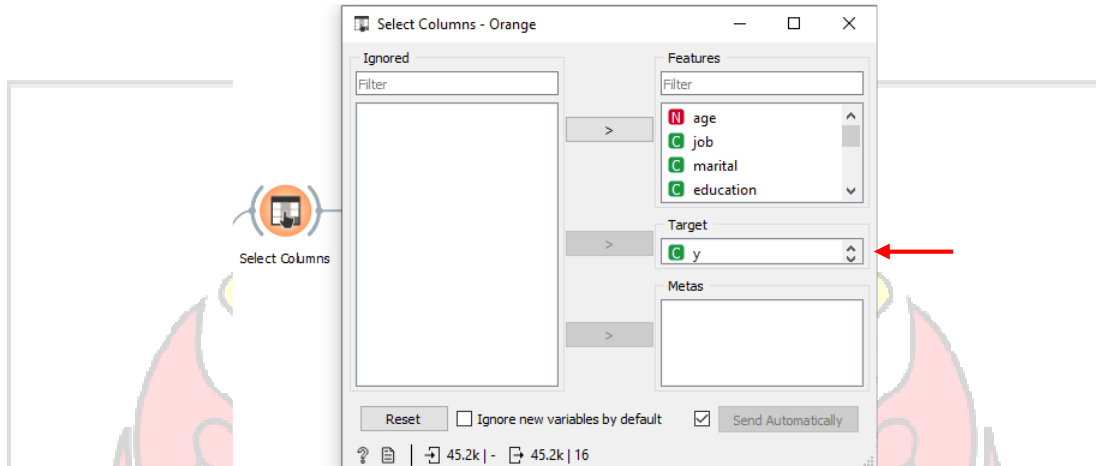 Select Columns - Orange
Ignored
Features
Filter
Filter
>
N age
C job
C marital
C education
Target
>
C y
Metas
>
Select Columns
Reset
Ignore new variables by default
Send Automatically
? 45.2k | - 45.2k | 16